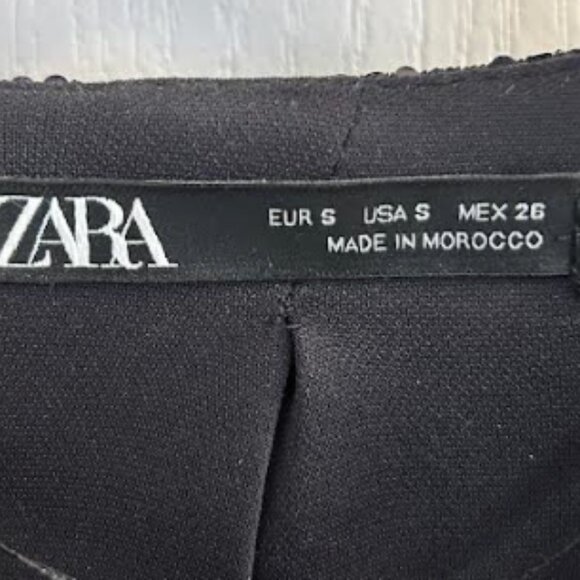 ZARA
EUR S USA S MEX 26
MADE IN MOROCCO